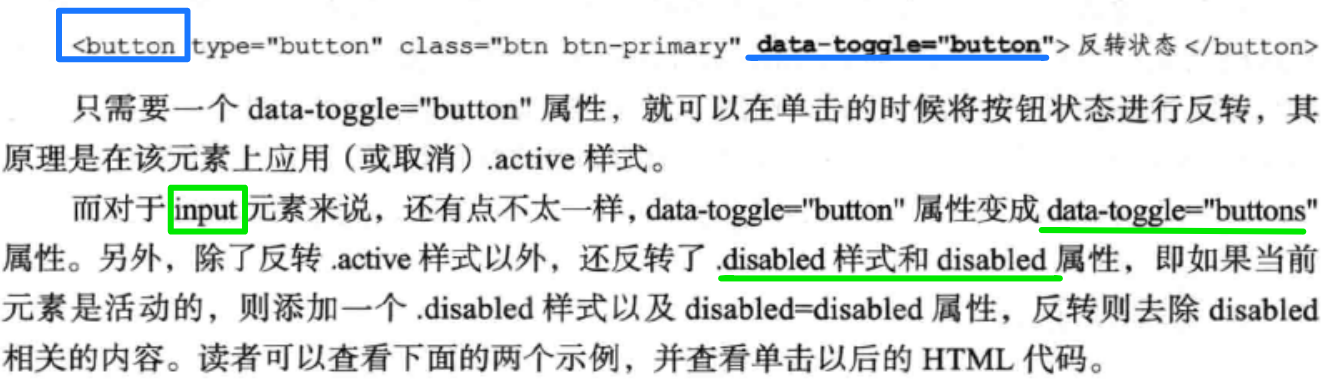 <button type="button" class="btn btn-primary" data-toggle="button">反转状态</button>
只需要一个 data-toggle="button" 属性，就可以在单击的时候将按钮状态进行反转，其
原理是在该元素上应用（或取消）.active 样式。
而对于 input 元素来说，还有点不太一样，data-toggle="button" 属性变成 data-toggle="buttons"
属性。另外，除了反转 .active 样式以外，还反转了 .disabled 样式和 disabled 属性，即如果当前
元素是活动的，则添加一个 .disabled 样式以及 disabled=disabled 属性，反转则去除 disabled
相关的内容。读者可以查看下面的两个示例，并查看单击以后的 HTML 代码。